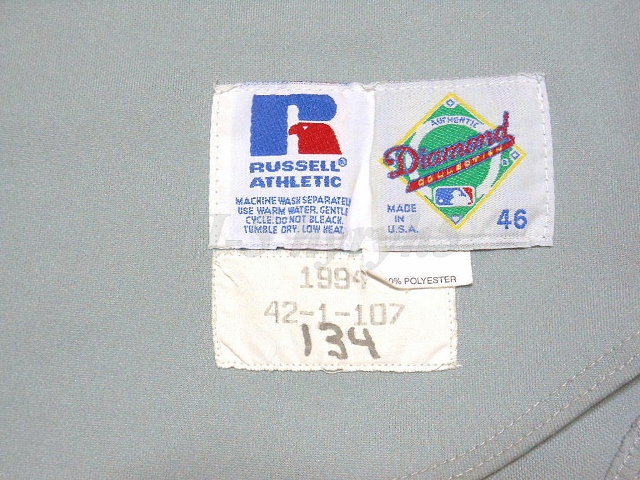 RUSSELL®
ATHLETIC
MACHINE WASH SEPARATELY
USE WARM WATER. GENTLE
CYCLE. DO NOT BLEACH.
TUMBLE DRY. LOW HEAT.
AUTHENTIC
Diamond
COLLECTION
MADE
IN
U.S.A.
46
0% POLYESTER
1994
42-1-107
134